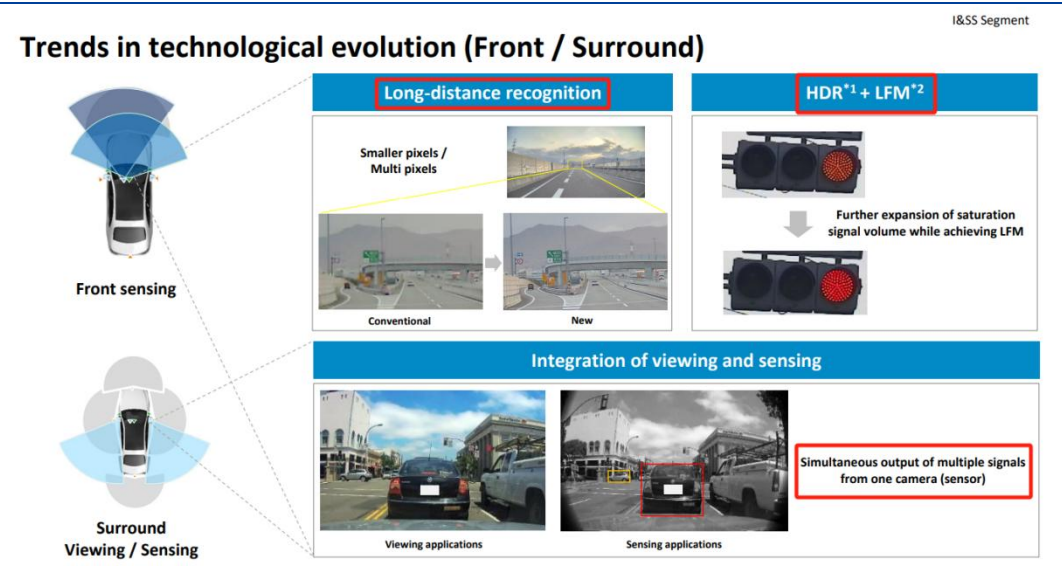 I&SS Segment
Trends in technological evolution (Front / Surround)
Long-distance recognition
Smaller pixels /
Multi pixels
Conventional
New
HDR*1 + LFM*2
Further expansion of saturation
signal volume while achieving LFM
Front sensing
Integration of viewing and sensing
Viewing applications
Sensing applications
Simultaneous output of multiple signals
from one camera (sensor)
Surround
Viewing / Sensing